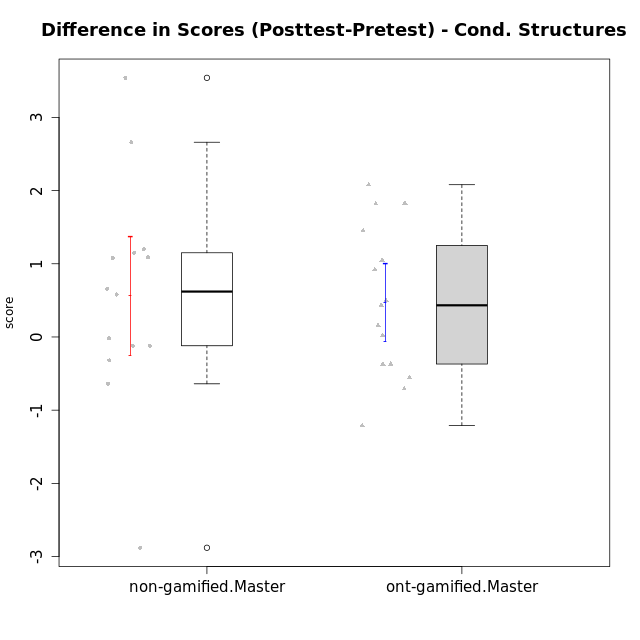 Difference in Scores (Posttest-Pretest) - Cond. Structures
score
3
2
1
0
-1
-2
-3
non-gamified.Master
ont-gamified.Master